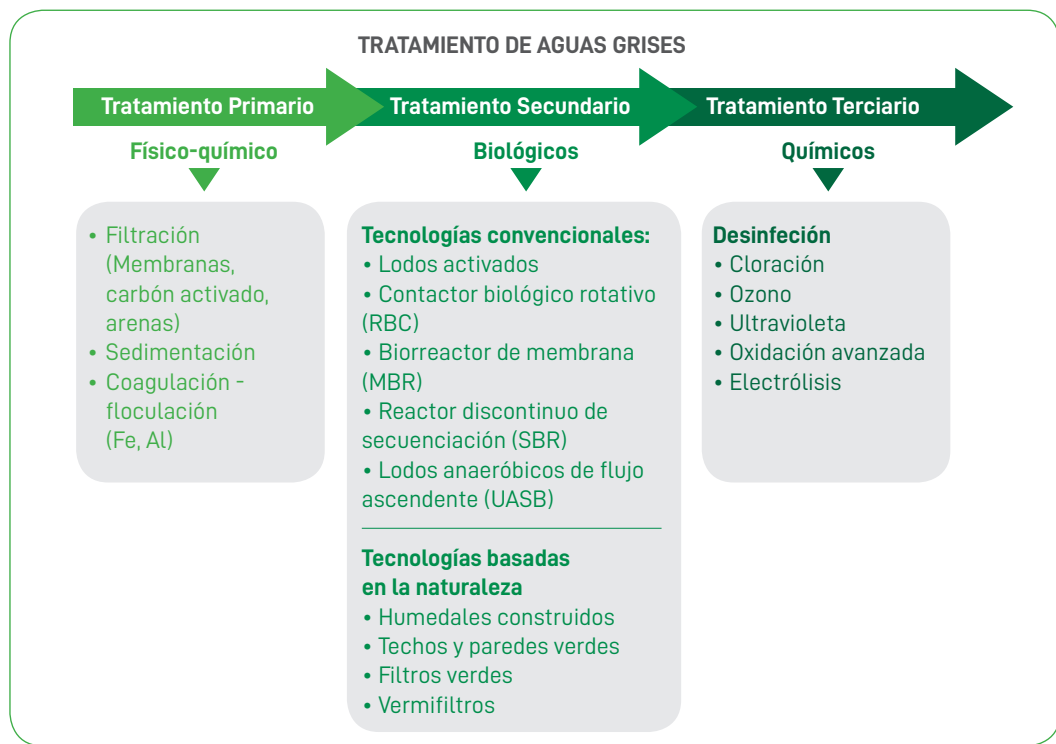 TRATAMIENTO DE AGUAS GRISES
Tratamiento Primario
Tratamiento Secundario
Tratamiento Terciario
Físico-químico
Biológicos
Químicos
• Filtración
(Membranas,
carbón activado,
arenas)
• Sedimentación
• Coagulación -
floculación
(Fe, Al)
Tecnologías convencionales:
• Lodos activados
• Contactor biológico rotativo
(RBC)
• Biorreactor de membrana
(MBR)
• Reactor discontinuo de
secuenciación (SBR)
• Lodos anaeróbicos de flujo
ascendente (UASB)
Tecnologías basadas
en la naturaleza
• Humedales construidos
• Techos y paredes verdes
• Filtros verdes
• Vermifiltros
Desinfeción
• Cloración
• Ozono
• Ultravioleta
• Oxidación avanzada
• Electrólisis